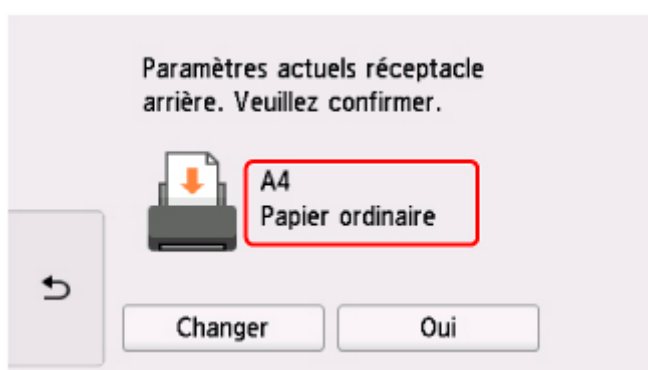 Paramètres actuels réceptacle
arrière. Veuillez confirmer.
A4
Papier ordinaire
Changer
Oui